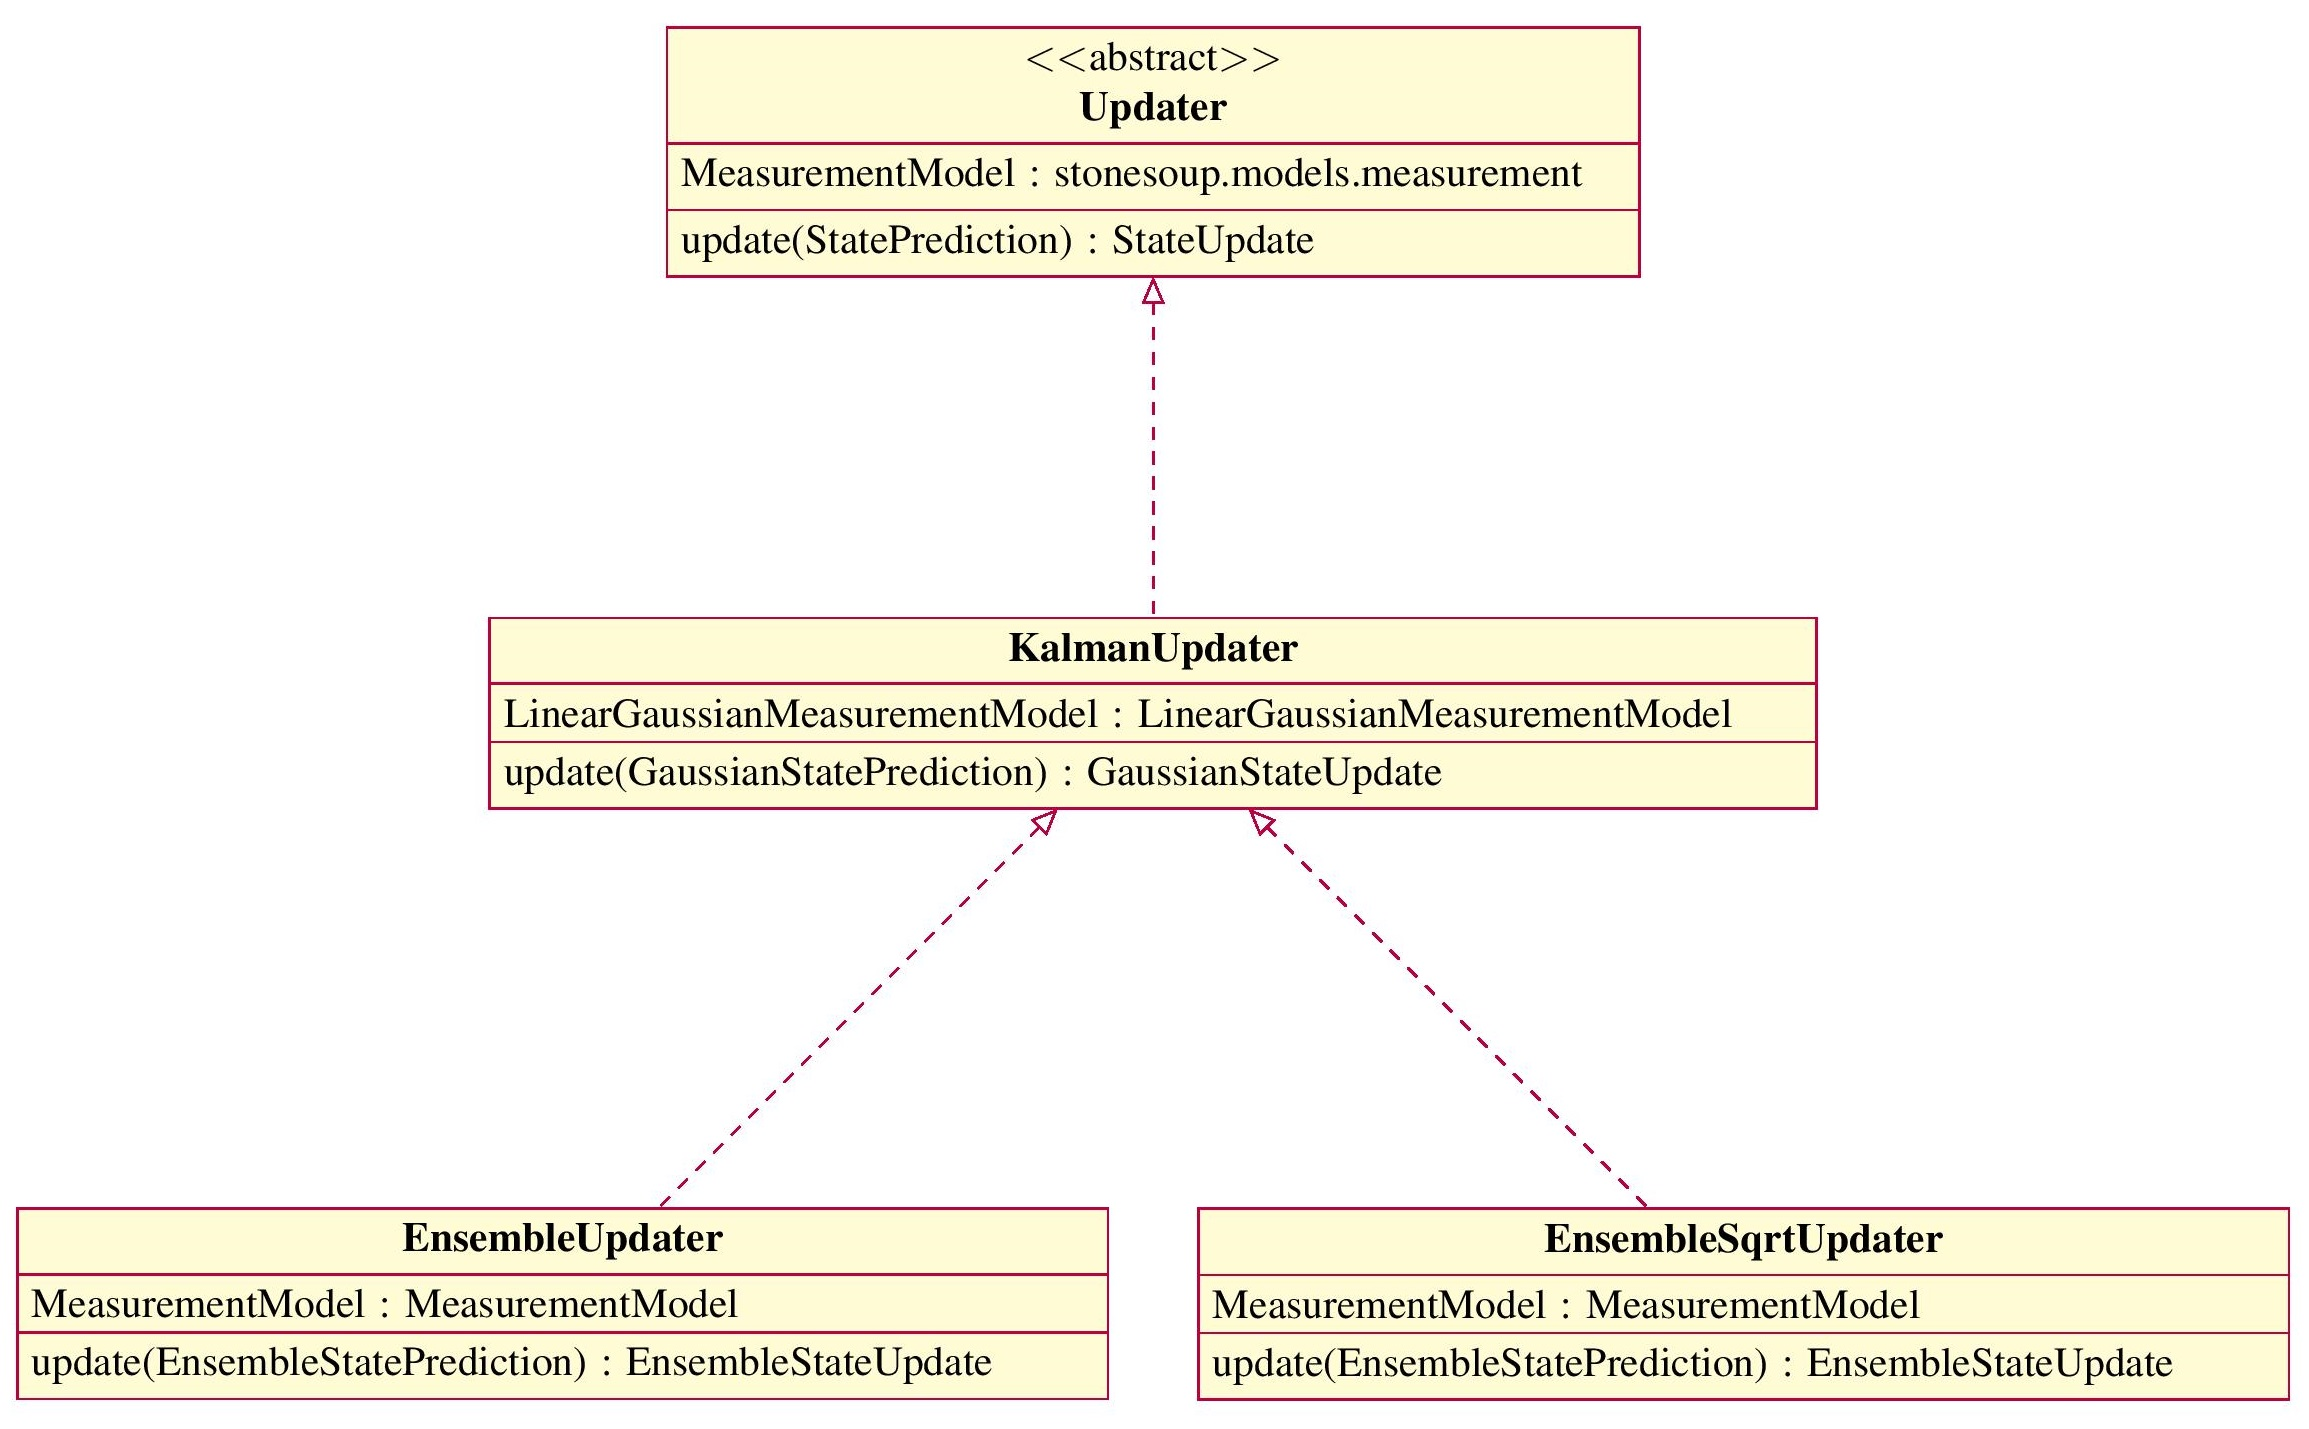 <<abstract>>
Updater
MeasurementModel : stonesoup.models.measurement
update(StatePrediction) : StateUpdate
KalmanUpdater
LinearGaussianMeasurementModel : LinearGaussianMeasurementModel
update(GaussianStatePrediction) : GaussianStateUpdate
EnsembleUpdater
MeasurementModel : MeasurementModel
update(EnsembleStatePrediction) : EnsembleStateUpdate
EnsembleSqrtUpdater
MeasurementModel : MeasurementModel
update(EnsembleStatePrediction) : EnsembleStateUpdate